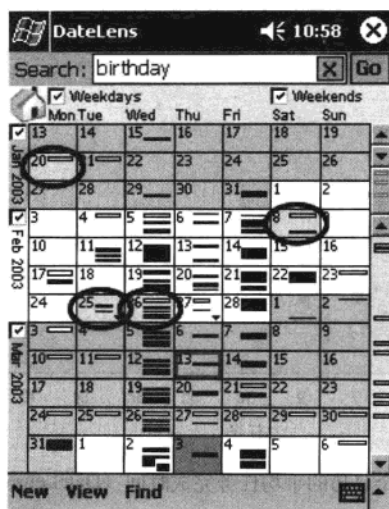 DateLens 10:58
Search: birthday X Go
Weekdays Weekends
Mon Tue Wed Thu Fri Sat Sun
Jan 2003
13 14 15 16 17 18 19
20 21 22 23 24 25 26
27 28 29 30 31 1 2
Feb 2003
3 4 5 6 7 8
10 11 12 13 14 15 16
17 18 19 20 21 22 23
24 25 26 27 28 1 2
Mar 2003
3 4 5 6 7 8 9
10 11 12 13 14 15 16
17 18 19 20 21 22 23
24 25 26 27 28 29 30
31 1 2 3 4 5 6
New View Find